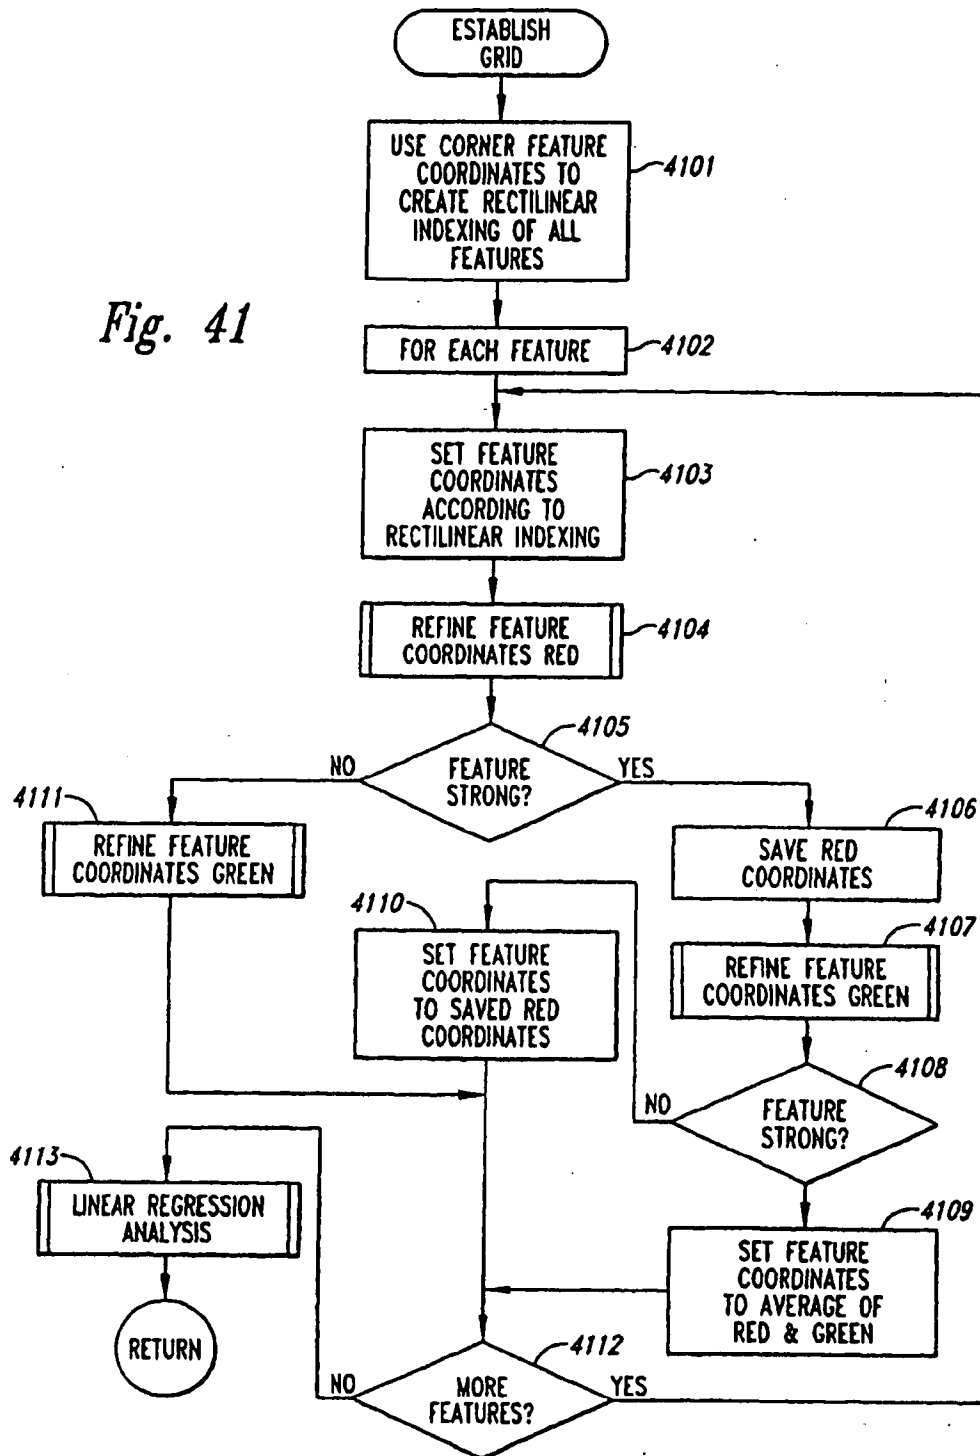 ESTABLISH
GRID
USE CORNER FEATURE
COORDINATES TO
CREATE RECTILINEAR
INDEXING OF ALL
FEATURES
4101
Fig. 41
FOR EACH FEATURE
4102
SET FEATURE
COORDINATES
ACCORDING TO
RECTILINEAR INDEXING
4103
REFINE FEATURE
COORDINATES RED
4104
4105
NO
FEATURE
STRONG?
YES
4111
REFINE FEATURE
COORDINATES GREEN
4106
SAVE RED
COORDINATES
4110
SET FEATURE
COORDINATES
TO SAVED RED
COORDINATES
4107
REFINE FEATURE
COORDINATES GREEN
4108
NO
FEATURE
STRONG?
4113
LINEAR REGRESSION
ANALYSIS
4109
SET FEATURE
COORDINATES
TO AVERAGE OF
RED & GREEN
RETURN
4112
NO
MORE
FEATURES?
YES